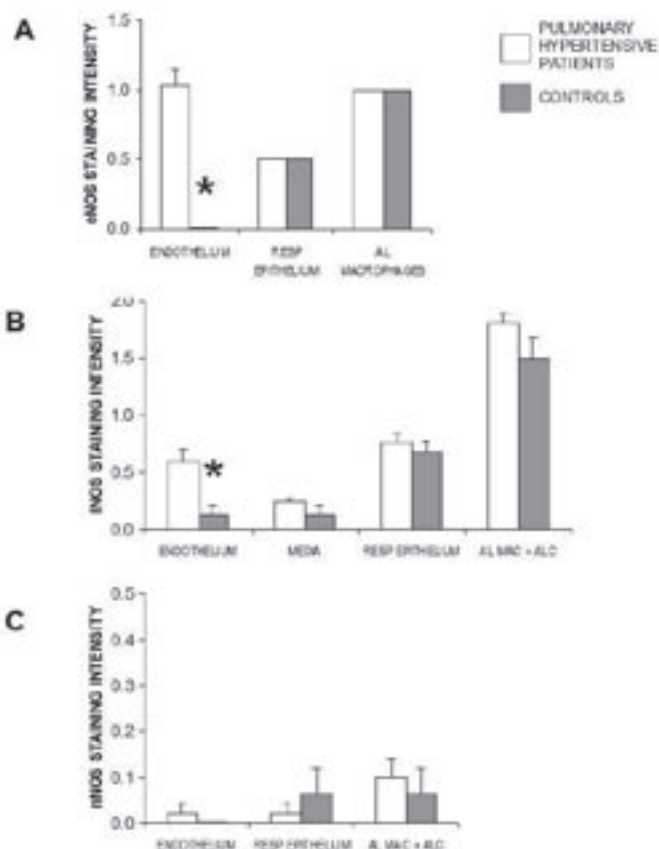 A
eNOS STAINING INTENSITY
1.5
1.0
0.5
0.0
ENDOTHELIUM
RESP EPITHELIUM
AL MACROPHAGES
PULMONARY
HYPERTENSIVE
PATIENTS
CONTROLS
*
B
iNOS STAINING INTENSITY
2.0
1.5
1.0
0.5
0.0
*
ENDOTHELIUM
MEDIA
RESP EPITHELIUM
AL MAC + ALC
C
nNOS STAINING INTENSITY
0.5
0.4
0.3
0.2
0.1
0.0
ENDOTHELIUM
RESP EPITHELIUM
AL MAC + ALC